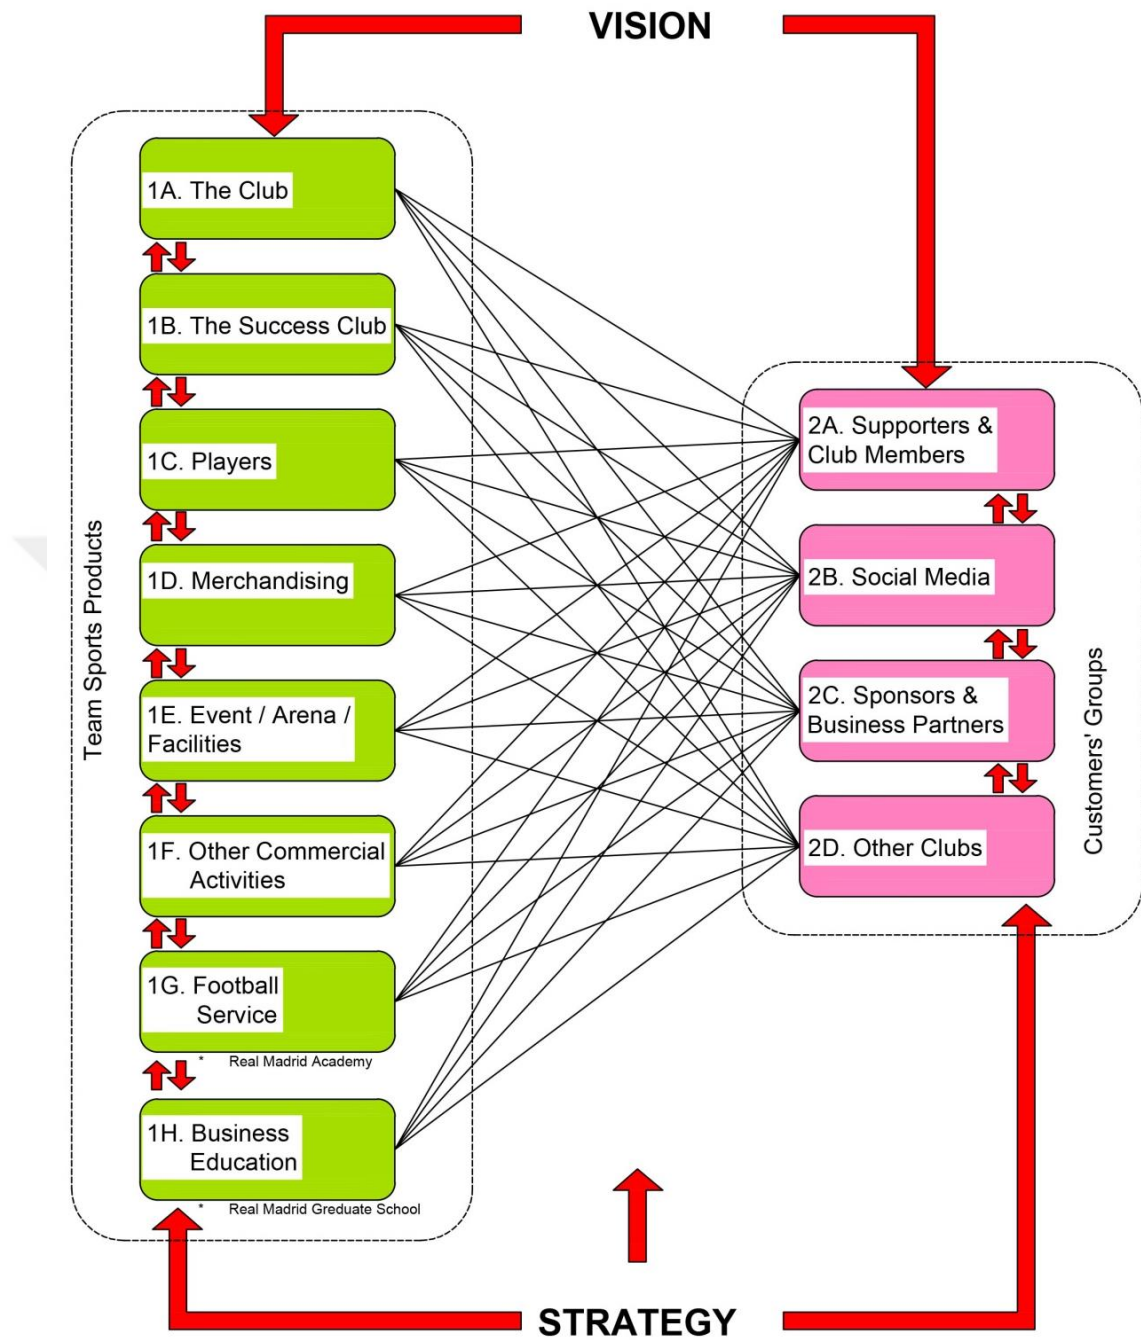 VISION
Team Sports Products
1A. The Club
1B. The Success Club
1C. Players
1D. Merchandising
1E. Event / Arena /
Facilities
1F. Other Commercial
Activities
1G. Football
Service
* Real Madrid Academy
1H. Business
Education
* Real Madrid Greduate School
2A. Supporters &
Club Members
2B. Social Media
2C. Sponsors &
Business Partners
2D. Other Clubs
Customers' Groups
STRATEGY